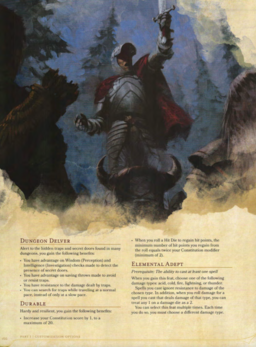 DUNGEON DELVER
Alert to the hidden traps and secret doors found in many
dungeons, you gain the following benefits:
• You have advantage on Wisdom (Perception) and
Intelligence (Investigation) checks made to detect the
presence of secret doors.
• You have advantage on saving throws made to avoid
or resist traps.
• You have resistance to the damage dealt by traps.
• You can search for traps while traveling at a normal
pace, instead of only at a slow pace.
DURABLE
Hardy and resilient, you gain the following benefits:
• Increase your Constitution score by 1, to a
maximum of 20.
• When you roll a Hit Die to regain hit points, the
minimum number of hit points you regain from
the roll equals twice your Constitution modifier
(minimum of 2).
ELEMENTAL ADEPT
Prerequisite: The ability to cast at least one spell
When you gain this feat, choose one of the following
damage types: acid, cold, fire, lightning, or thunder.
Spells you cast ignore resistance to damage of the
chosen type. In addition, when you roll damage for a
spell you cast that deals damage of that type, you can
treat any 1 on a damage die as a 2.
You can select this feat multiple times. Each time
you do so, you must choose a different damage type.